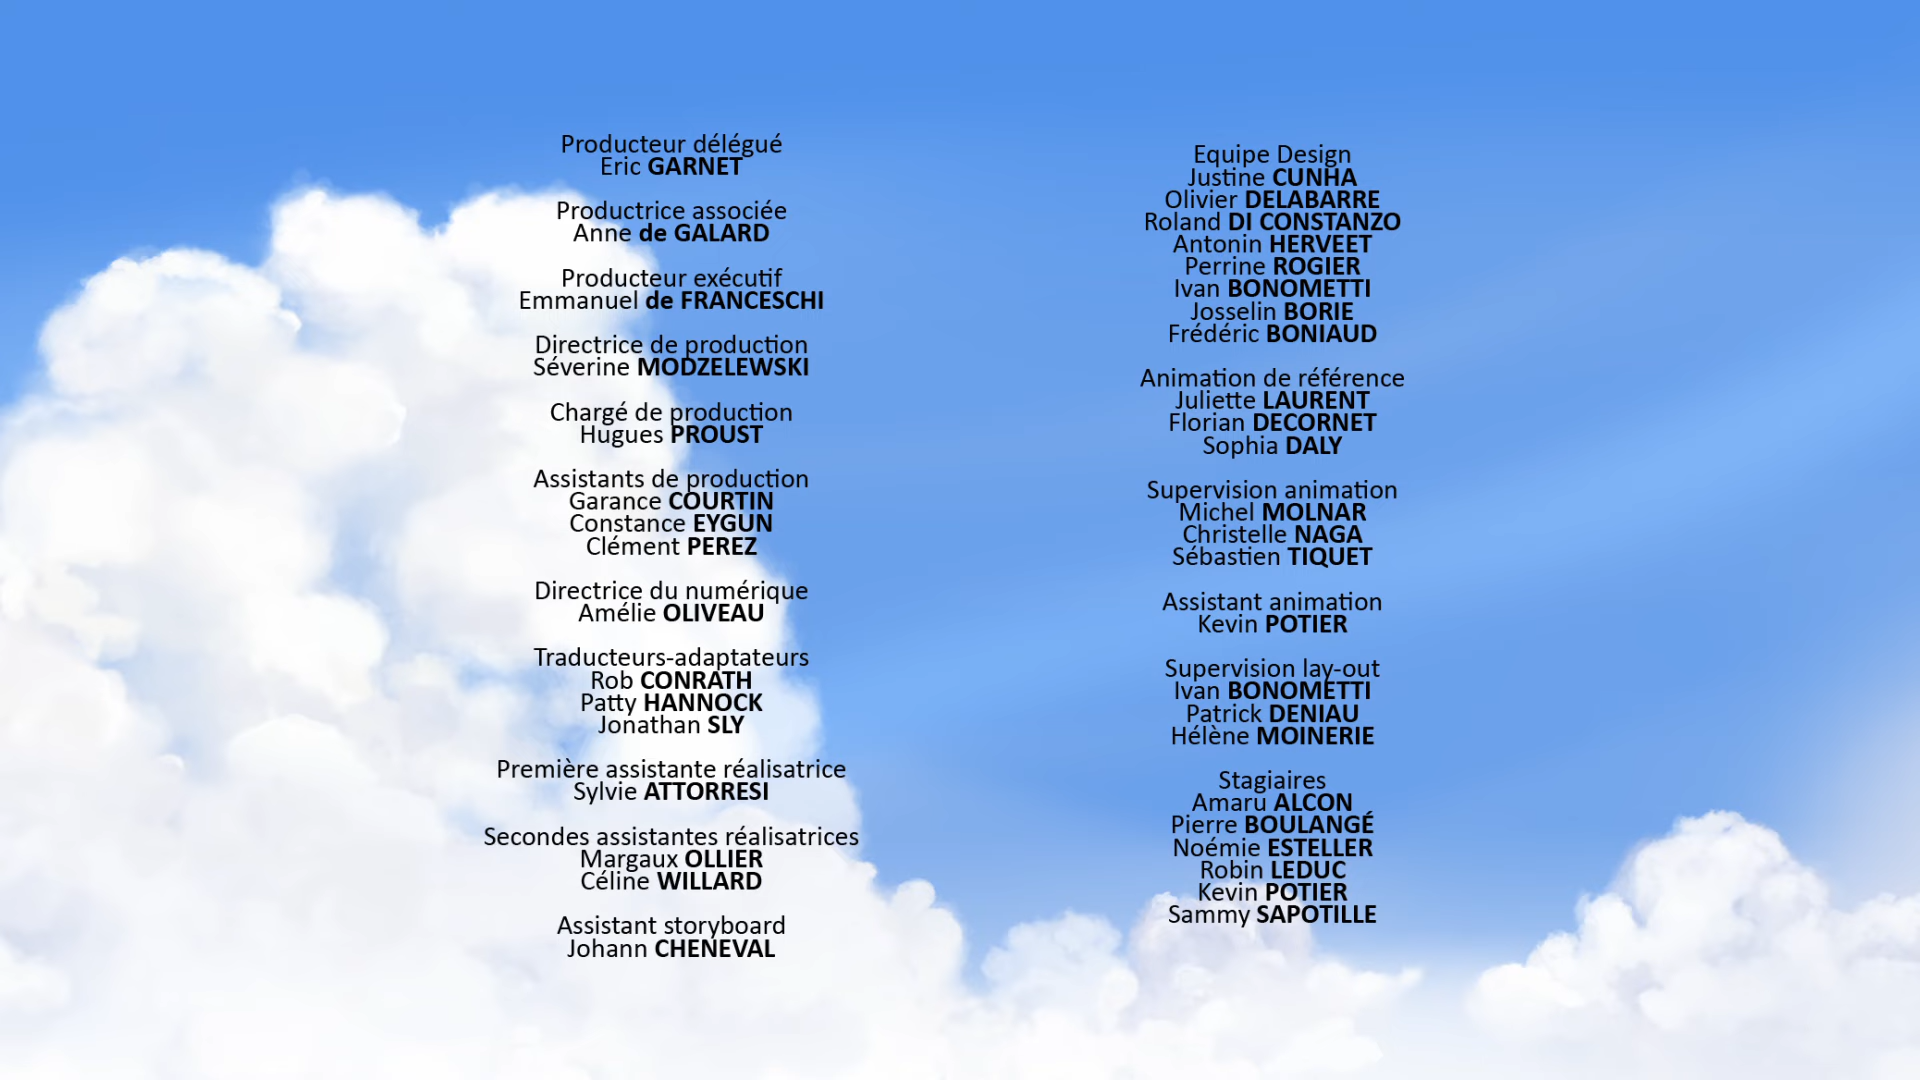 Producteur délégué
Eric GARNET
Productrice associée
Anne de GALARD
Producteur exécutif
Emmanuel de FRANCESCHI
Directrice de production
Séverine MODZELEWSKI
Chargé de production
Hugues PROUST
Assistants de production
Garance COURTIN
Constance EYGUN
Clément PEREZ
Directrice du numérique
Amélie OLIVEAU
Traducteurs-adaptateurs
Rob CONRATH
Patty HANNOCK
Jonathan SLY
Première assistante réalisatrice
Sylvie ATTORRESI
Secondes assistantes réalisatrices
Margaux OLLIER
Céline WILLARD
Assistant storyboard
Johann CHENEVAL
Equipe Design
Justine CUNHA
Olivier DELABARRE
Roland DI CONSTANZO
Antonin HERVEET
Perrine ROGIER
Ivan BONOMETTI
Josselin BORIE
Frédéric BONIAUD
Animation de référence
Juliette LAURENT
Florian DECORNET
Sophia DALY
Supervision animation
Michel MOLNAR
Christelle NAGA
Sébastien TIQUET
Assistant animation
Kevin POTIER
Supervision lay-out
Ivan BONOMETTI
Patrick DENIAU
Hélène MOINERIE
Stagiaires
Amaru ALCON
Pierre BOULANGÉ
Noémie ESTELLER
Robin LEDUC
Kevin POTIER
Sammy SAPOTILLE